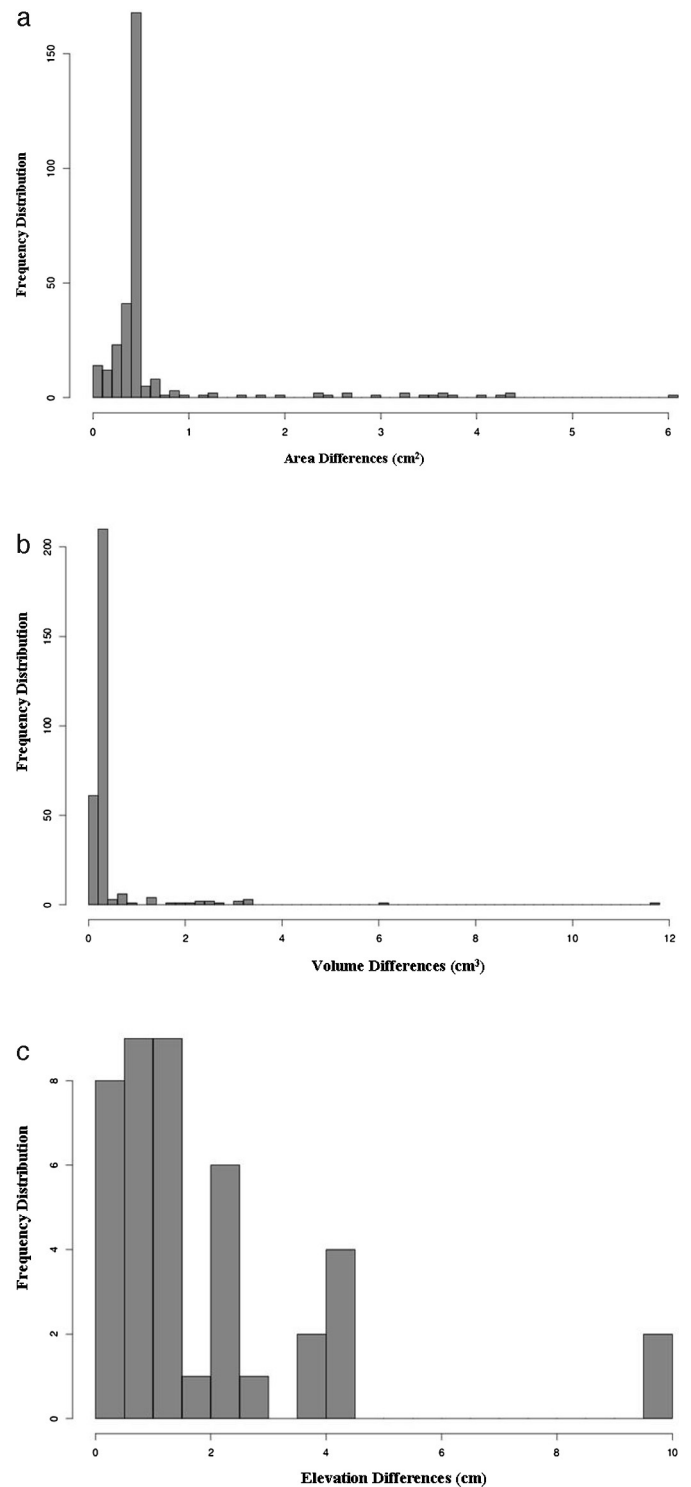 a
Frequency Distribution
150
100
50
0
0 1 2 3 4 5 6
Area Differences (cm²)
b
Frequency Distribution
200
150
100
50
0
0 2 4 6 8 10 12
Volume Differences (cm³)
c
Frequency Distribution
8
6
4
2
0
0 2 4 6 8 10
Elevation Differences (cm)